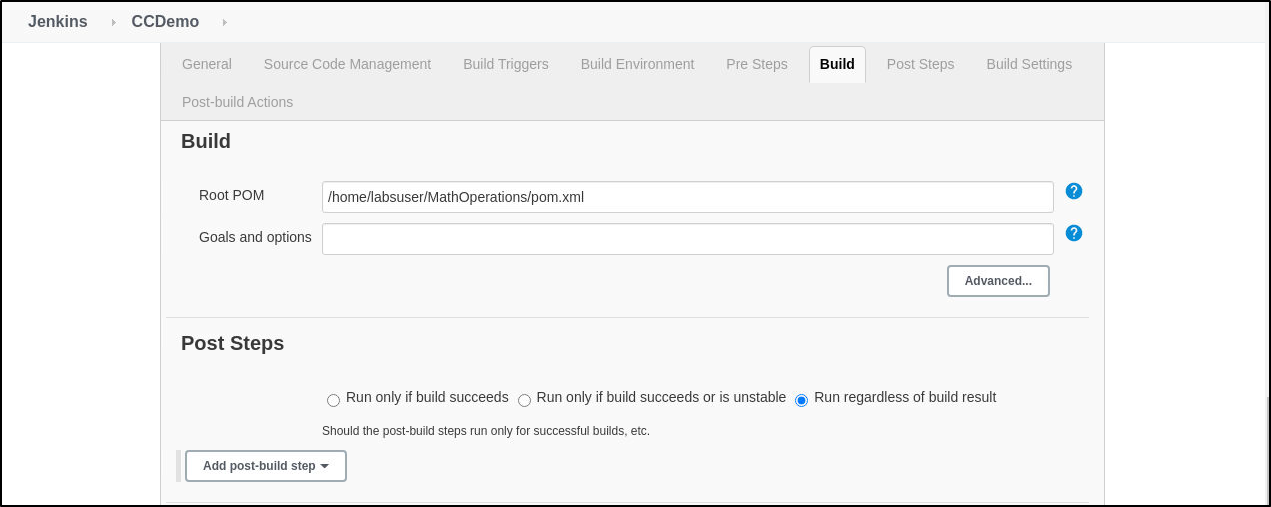 Jenkins CCDemo
General Source Code Management Build Triggers Build Environment Pre Steps Build Post Steps Build Settings
Post-build Actions
Build
Root POM /home/labsuser/MathOperations/pom.xml ?
Goals and options ?
Advanced...
Post Steps
Run only if build succeeds Run only if build succeeds or is unstable Run regardless of build result
Should the post-build steps run only for successful builds, etc.
Add post-build step